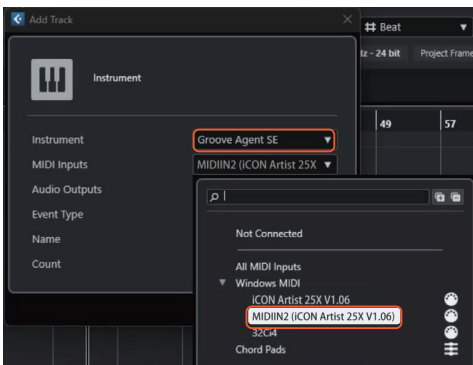 Add Track
Beat
Hz - 24 bit Project Frame
Instrument
49 57
Instrument Groove Agent SE
MIDI Inputs MIDIIN2 (iCON Artist 25X
Audio Outputs
Event Type
Name
Count
Not Connected
All MIDI Inputs
Windows MIDI
iCON Artist 25X V1.06
MIDIIN2 (iCON Artist 25X V1.06)
32Ci4
Chord Pads